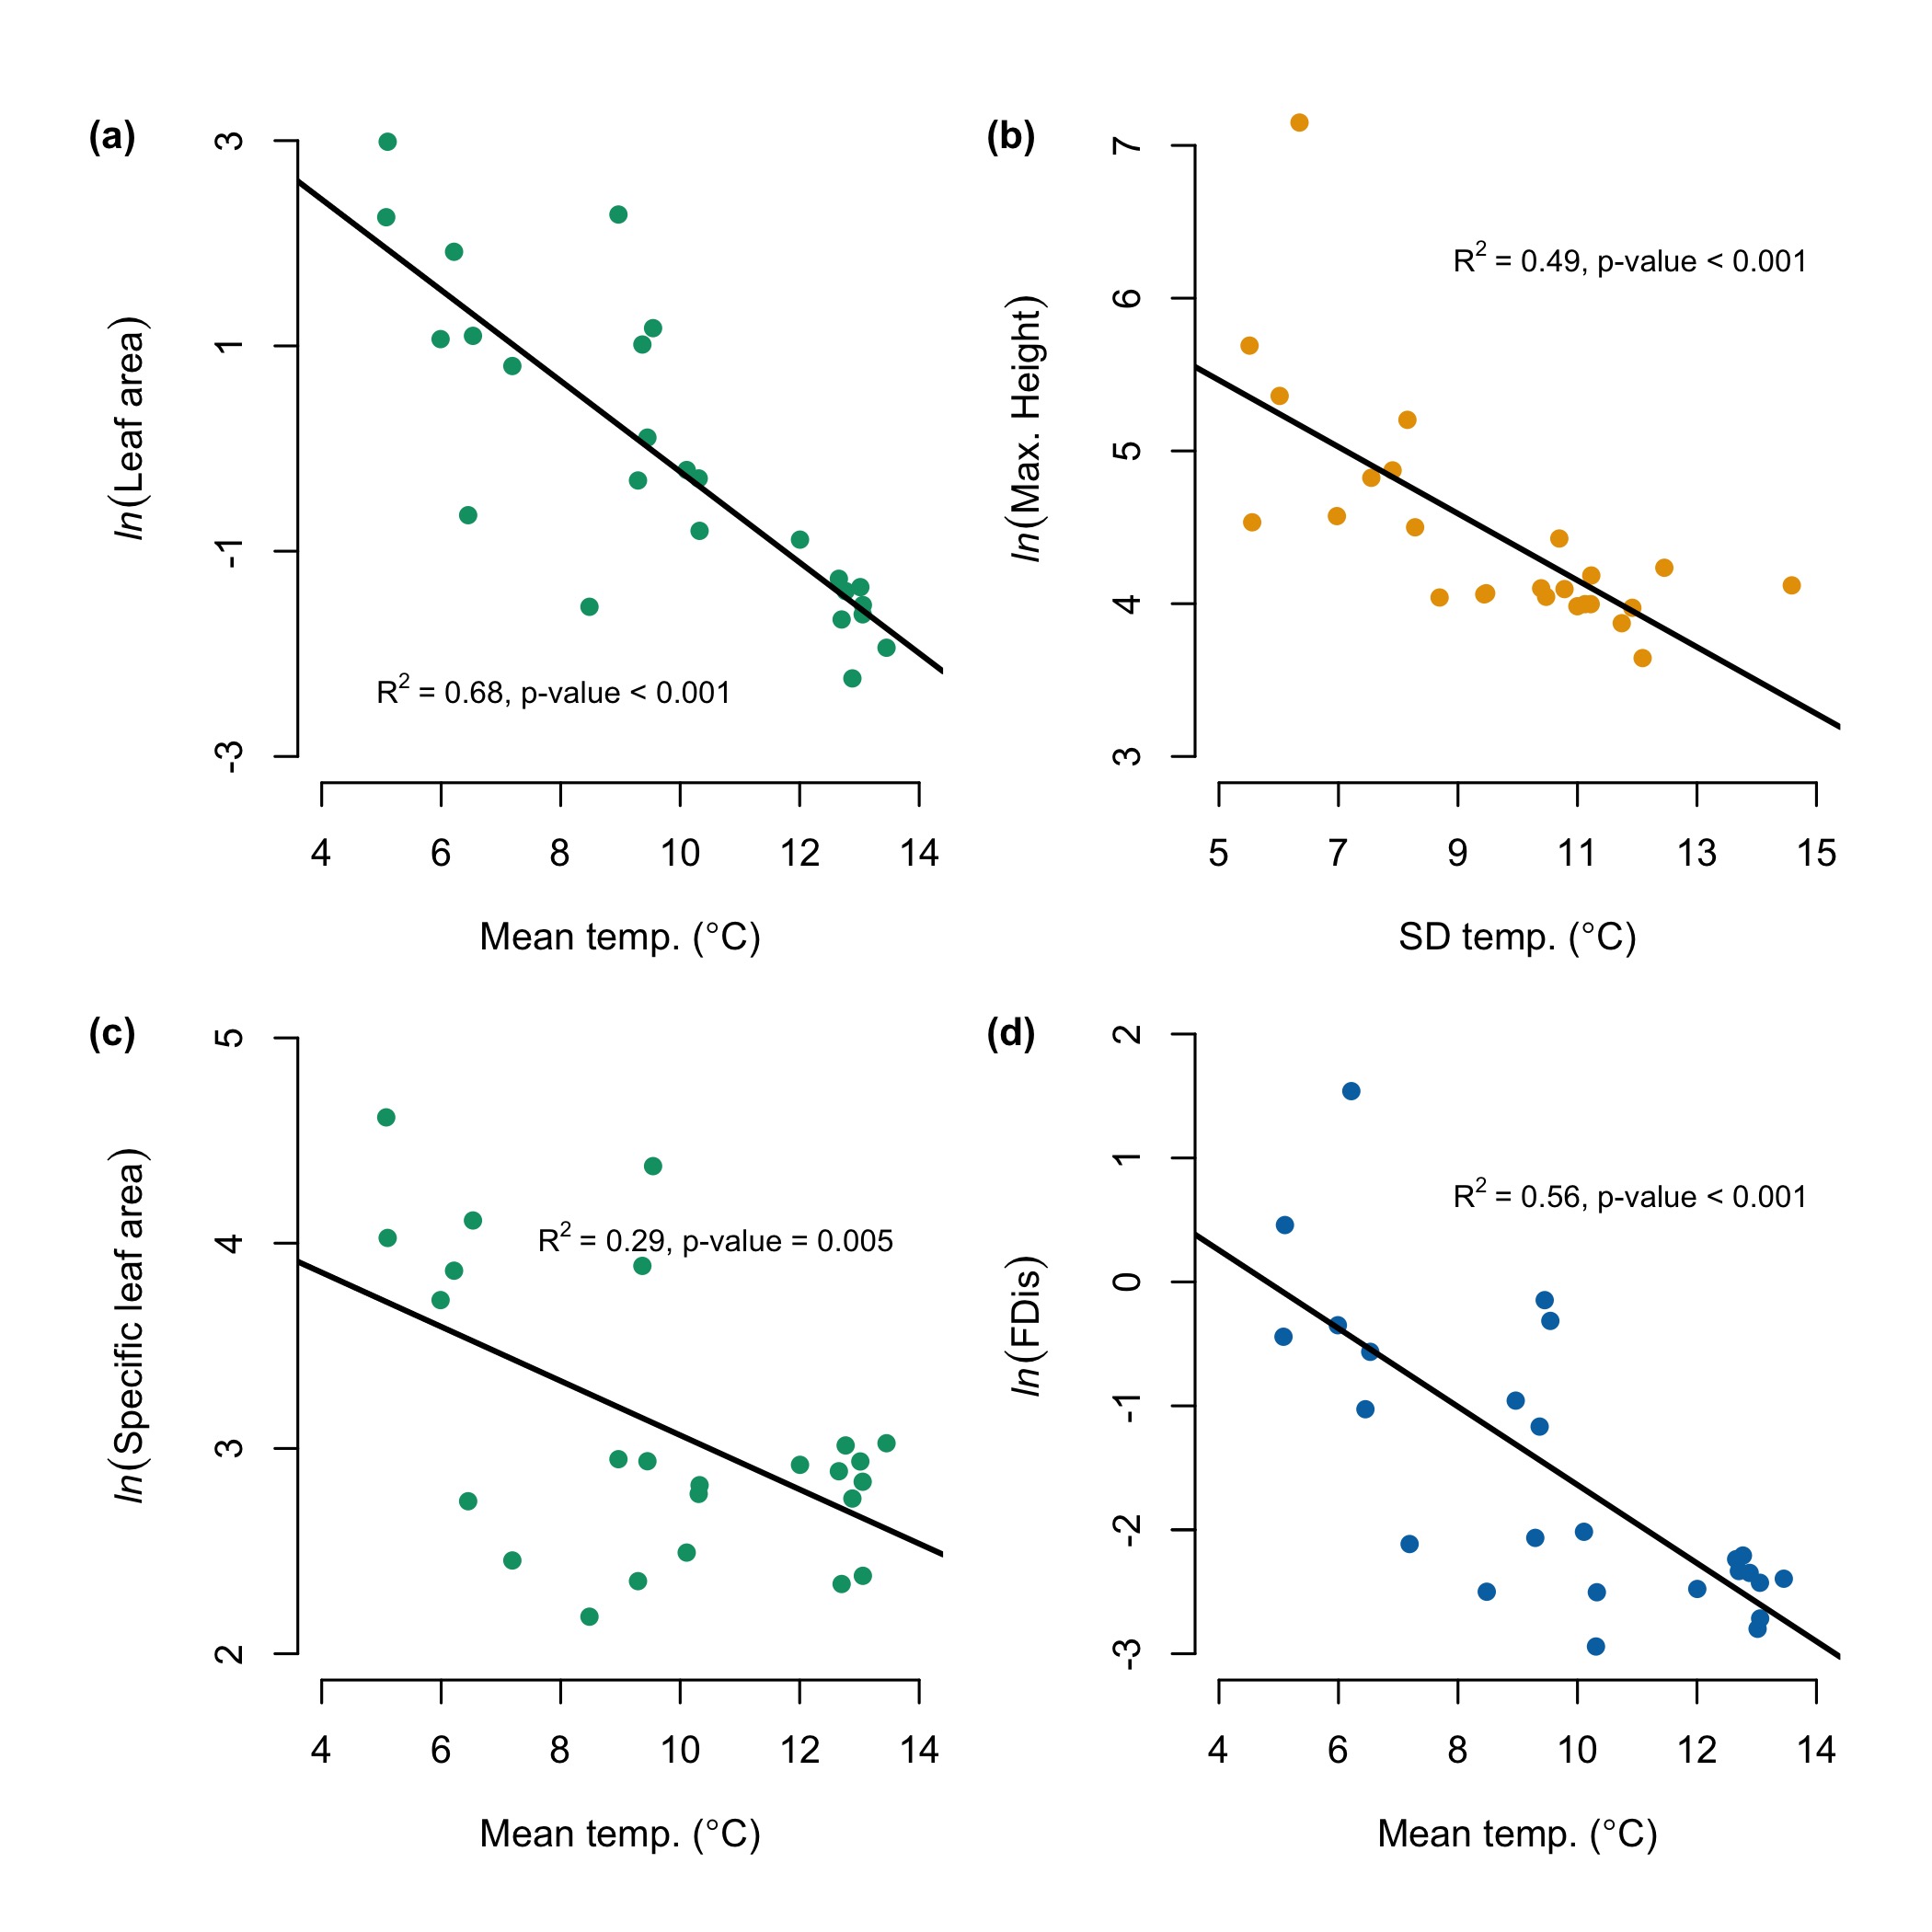 (a)
3
1
-1
-3
ln(Leaf area)
R² = 0.68, p-value < 0.001
4 6 8 10 12 14
Mean temp. (°C)
(b)
7
6
5
4
3
ln(Max. Height)
R² = 0.49, p-value < 0.001
5 7 9 11 13 15
SD temp. (°C)
(c)
5
4
3
2
ln(Specific leaf area)
R² = 0.29, p-value = 0.005
4 6 8 10 12 14
Mean temp. (°C)
(d)
2
1
0
-1
-2
-3
ln(FDis)
R² = 0.56, p-value < 0.001
4 6 8 10 12 14
Mean temp. (°C)